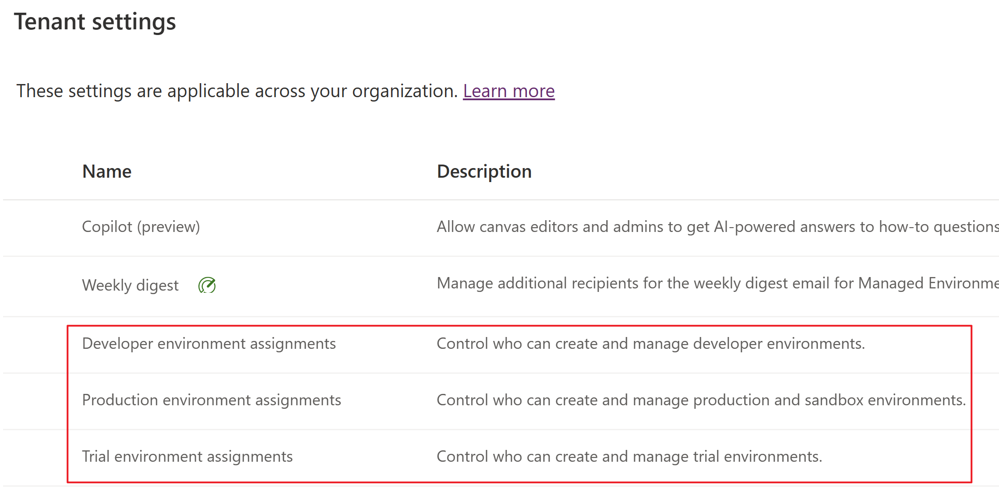 Tenant settings
These settings are applicable across your organization. Learn more
Name Description
Copilot (preview) Allow canvas editors and admins to get AI-powered answers to how-to questions
Weekly digest Manage additional recipients for the weekly digest email for Managed Environme
Developer environment assignments Control who can create and manage developer environments.
Production environment assignments Control who can create and manage production and sandbox environments.
Trial environment assignments Control who can create and manage trial environments.